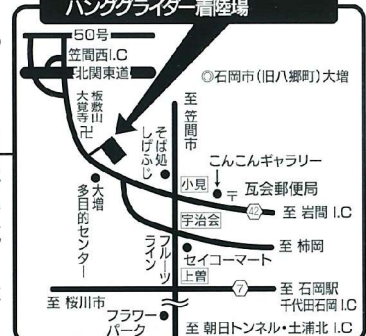 ハンググライダー着陸場
50号
笠間西I.C
北関東道
◎石岡市(旧八郷町)大増
板敷山
大覚寺
卍
至笠間市
そば処
しげふじ
こんこんギャラリー
小見
〒瓦会郵便局
大増
多目的センター
42
至岩間I.C
宇治会
フルーツ
ライン
至柿岡
セイコーマート
上曽
7
至石岡駅
千代田石岡I.C
至桜川市
フラワー
パーク
至朝日トンネル・土浦北I.C